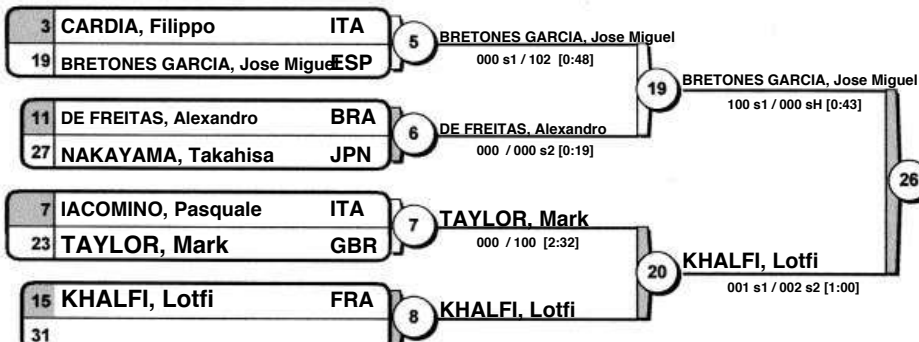 3 CARDIA, Filippo ITA
19 BRETONES GARCIA, Jose Miguel ESP
5
BRETONES GARCIA, Jose Miguel
000 s1 / 102 [0:48]
11 DE FREITAS, Alexandro BRA
27 NAKAYAMA, Takahisa JPN
6
DE FREITAS, Alexandro
000 / 000 s2 [0:19]
19
BRETONES GARCIA, Jose Miguel
100 s1 / 000 sH [0:43]
7 IACOMINO, Pasquale ITA
23 TAYLOR, Mark GBR
7
TAYLOR, Mark
000 / 100 [2:32]
15 KHALFI, Lotfi FRA
31
8
KHALFI, Lotfi
20
KHALFI, Lotfi
001 s1 / 002 s2 [1:00]
26